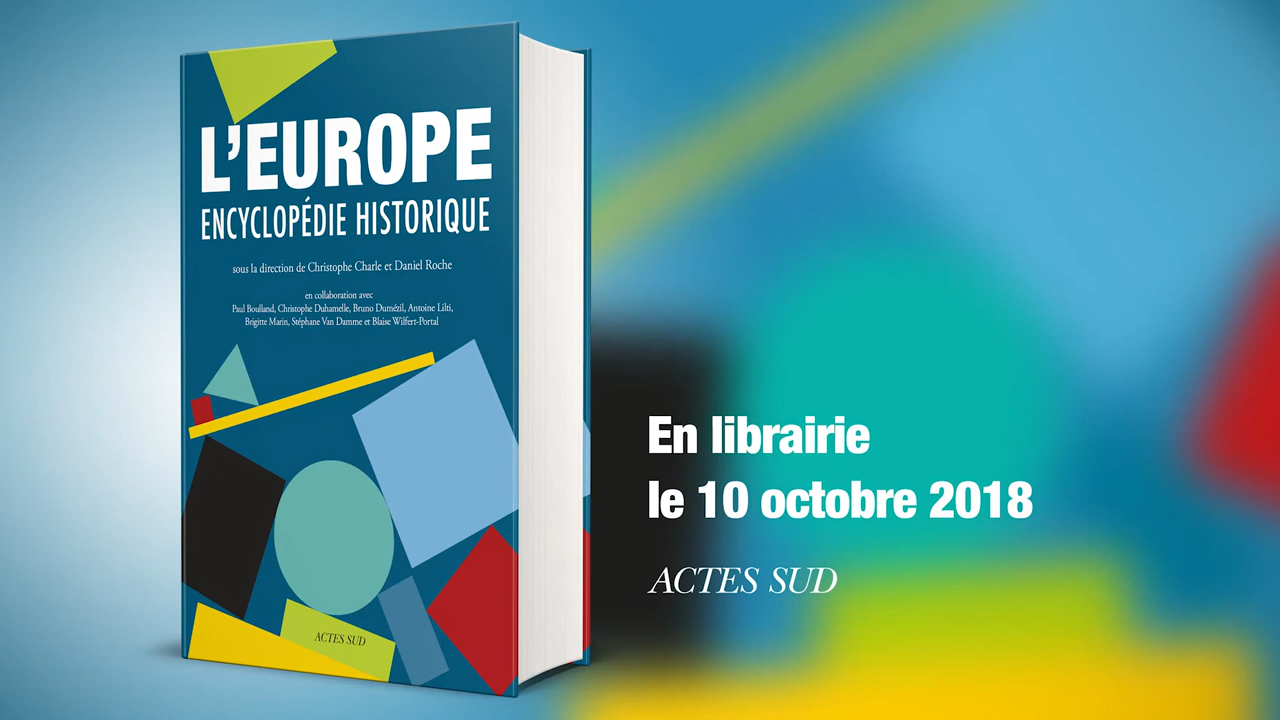 L'EUROPE
ENCYCLOPÉDIE HISTORIQUE
sous la direction de Christophe Charle et Daniel Roche
en collaboration avec
Paul Boulland, Christophe Duhamelle, Bruno Dumézil, Antoine Lilti,
Brigitte Marin, Stéphane Van Damme et Blaise Wilfert-Portal
ACTES SUD
En librairie
le 10 octobre 2018
ACTES SUD